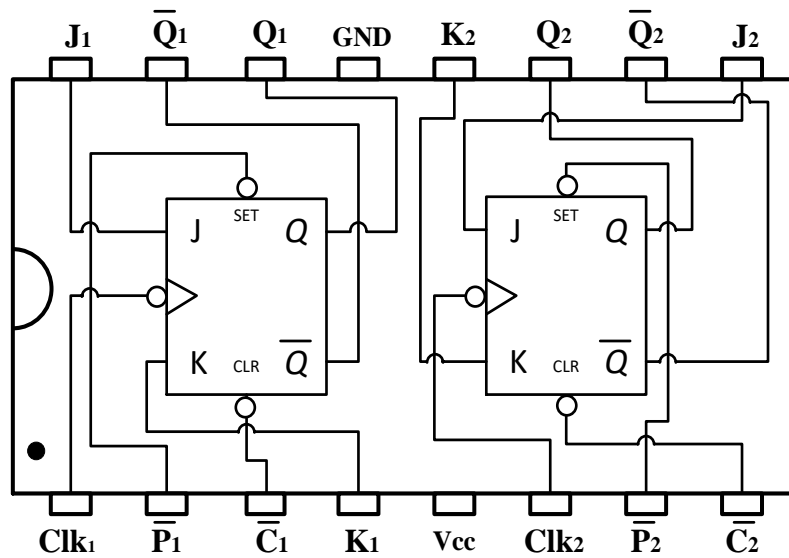 J₁ Q̅₁ Q₁ GND K₂ Q₂ Q̅₂ J₂
SET SET
J Q J Q
K CLR Q̅ K CLR Q̅
Clk₁ P̅₁ C̅₁ K₁ Vcc Clk₂ P̅₂ C̅₂